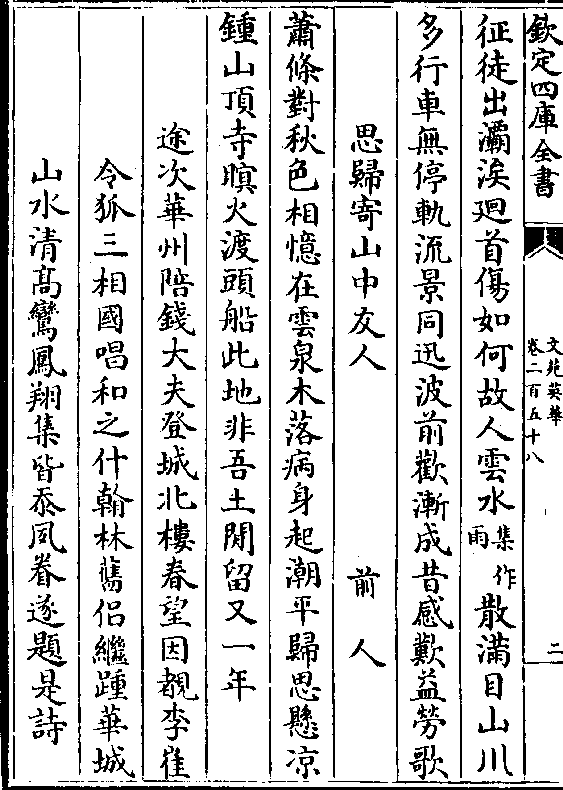 欽定四庫全書
文苑英華
卷二百五十八
二
征徒出灞涘廻首傷如何故人雲水集作雨散滿目山川
多行車無停軌流景同迅波前歡漸成昔感歎益勞歌
思歸寄山中友人 前人
蕭條對秋色相憶在雲泉木落病身起潮平歸思懸凉
鍾山頂寺暝火渡頭船此地非吾土閒留又一年
途次華州陪錢大夫登城北樓春望因覩李崔
令狐三相國唱和之什翰林舊侶繼踵華城
山水清高鸞鳳翔集皆忝夙眷遂題是詩